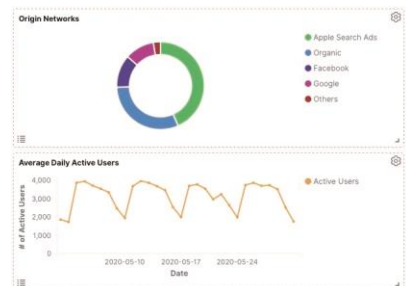 Origin Networks
Apple Search Ads
Organic
Facebook
Google
Others
Average Daily Active Users
# of Active Users
4,000
3,000
2,000
1,000
0
2020-05-10 2020-05-17 2020-05-24
Date
Active Users